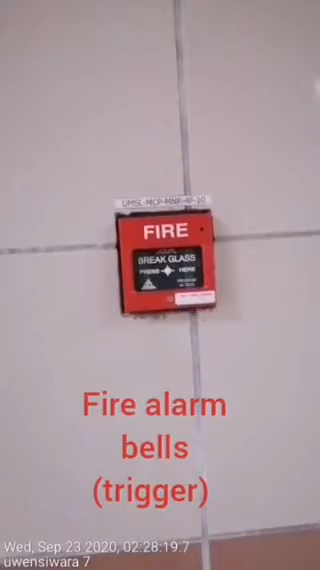 UMSL-MCP-MNR-4F-10
FIRE
BREAK GLASS
PRESS HERE
Fire alarm
bells
(trigger)
Wed, Sep 23 2020, 02:28:19.7
uwensiwara 7